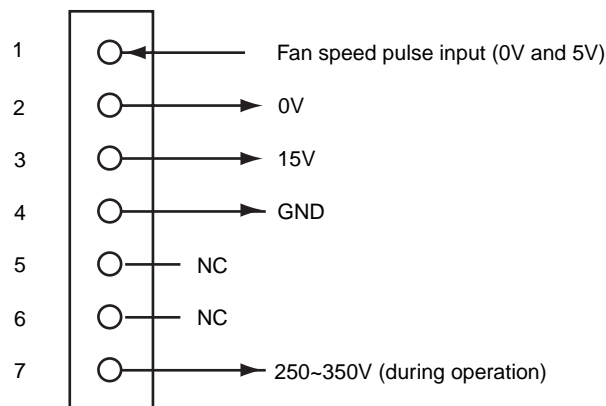 1 Fan speed pulse input (0V and 5V)
2 0V
3 15V
4 GND
5 NC
6 NC
7 250~350V (during operation)